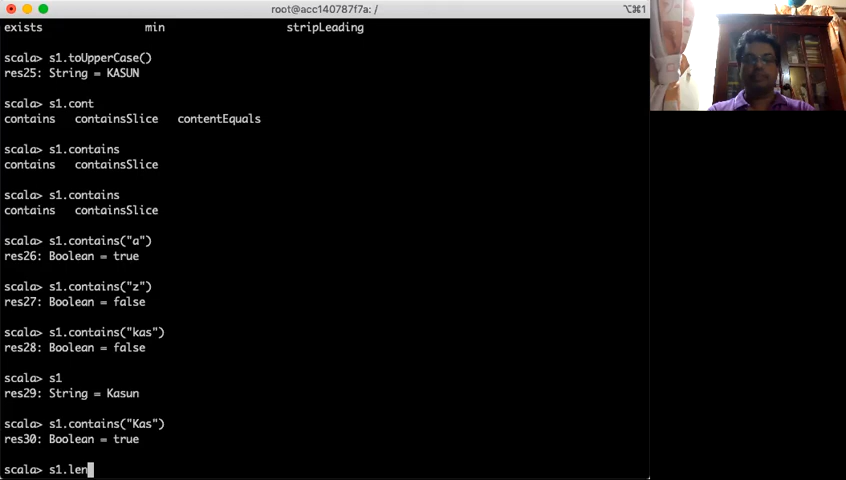 root@acc140787f7a: /
⌥⌘1
exists min stripLeading
scala> s1.toUpperCase()
res25: String = KASUN
scala> s1.cont
contains containsSlice contentEquals
scala> s1.contains
contains containsSlice
scala> s1.contains
contains containsSlice
scala> s1.contains("a")
res26: Boolean = true
scala> s1.contains("z")
res27: Boolean = false
scala> s1.contains("kas")
res28: Boolean = false
scala> s1
res29: String = Kasun
scala> s1.contains("Kas")
res30: Boolean = true
scala> s1.len